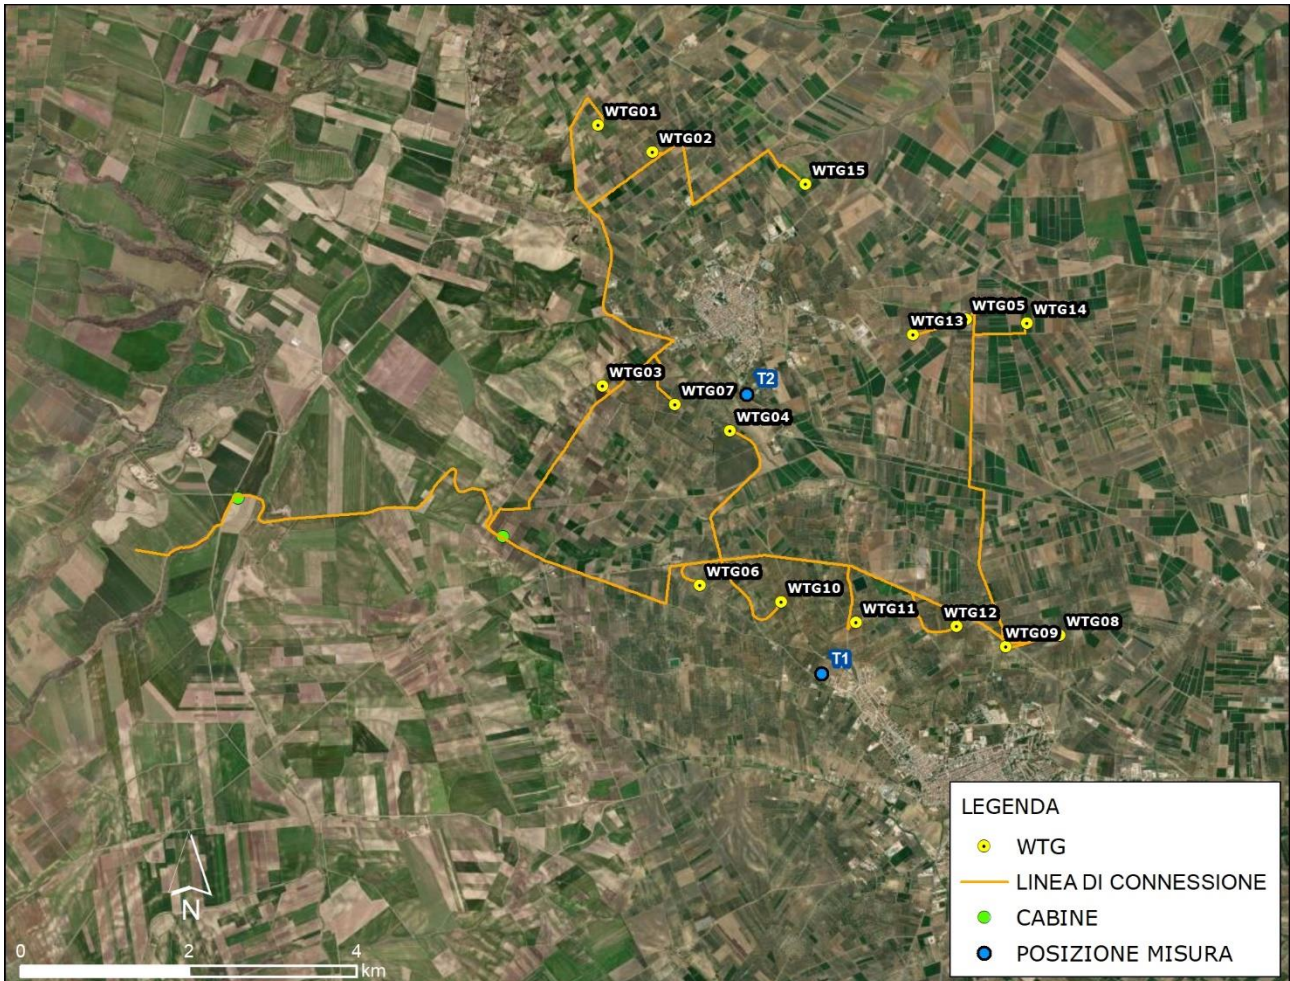 WTG01
WTG02
WTG15
WTG05
WTG14
WTG13
WTG03
T2
WTG07
WTG04
WTG06
WTG10
WTG11
WTG12
WTG08
WTG09
T1
LEGENDA
WTG
LINEA DI CONNESSIONE
CABINE
POSIZIONE MISURA
N
0 2 4
km